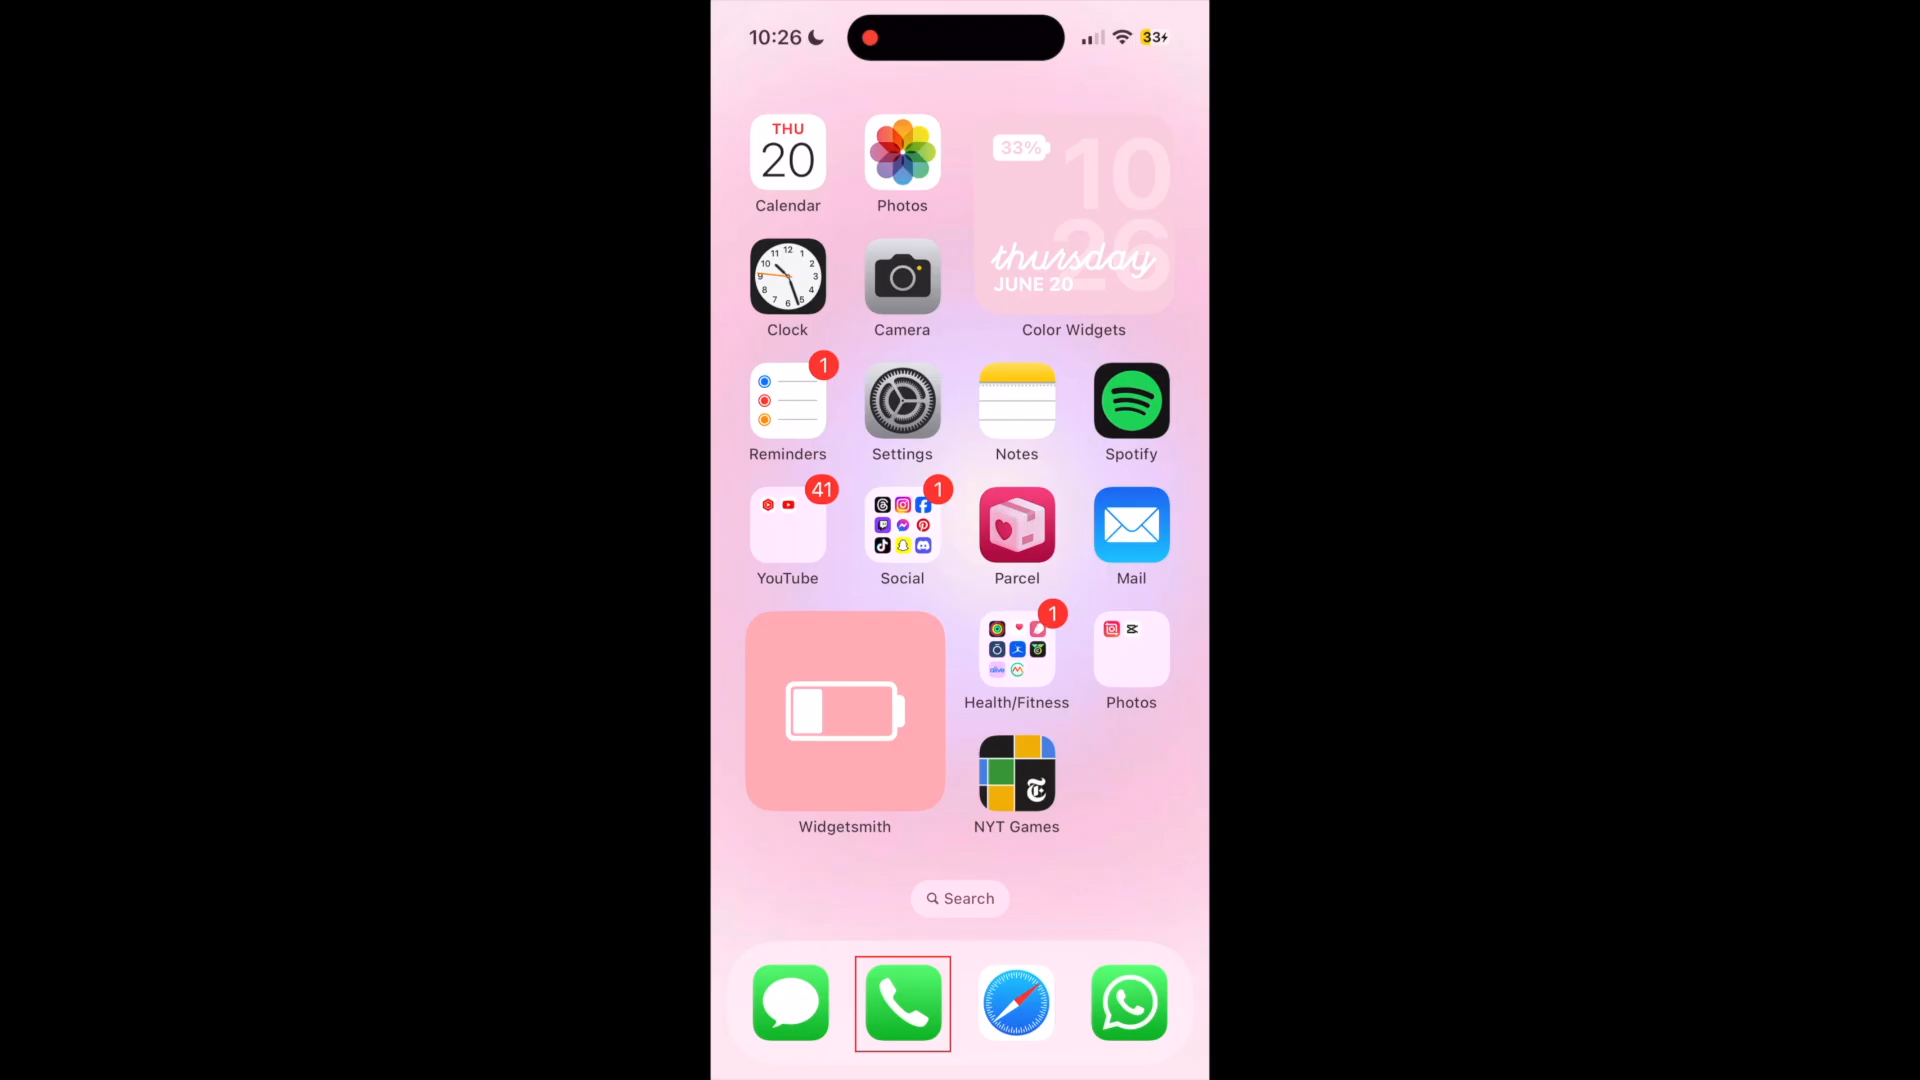 10:26
33
THU
20
Calendar
Photos
33%
10
26
thursday
JUNE 20
Clock
Camera
Color Widgets
1
Reminders
Settings
Notes
Spotify
41
1
YouTube
Social
Parcel
Mail
1
Health/Fitness
Photos
Widgetsmith
NYT Games
Search